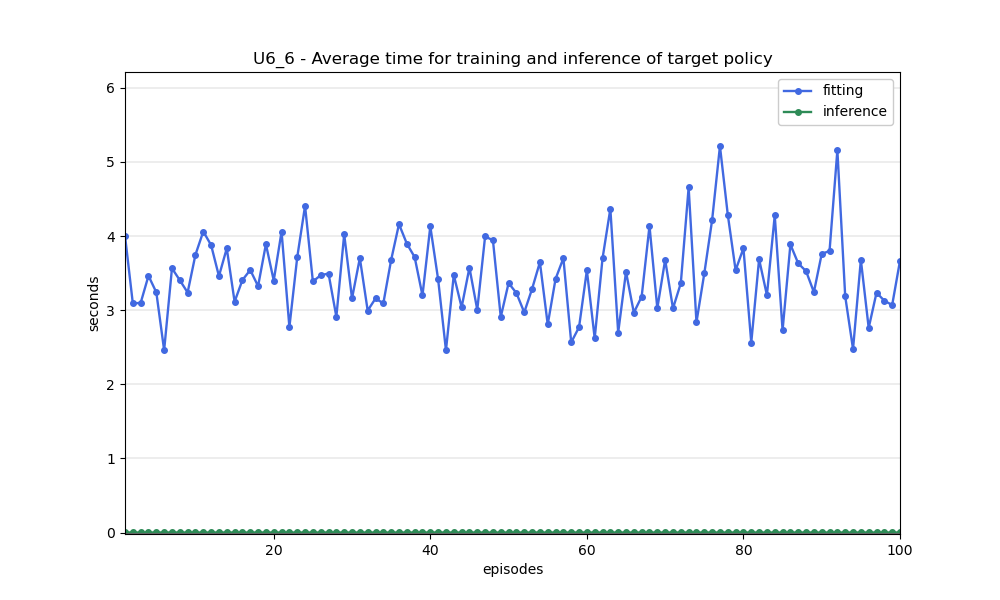 U6_6 - Average time for training and inference of target policy
fitting
inference
seconds
6
5
4
3
2
1
0
20
40
60
80
100
episodes